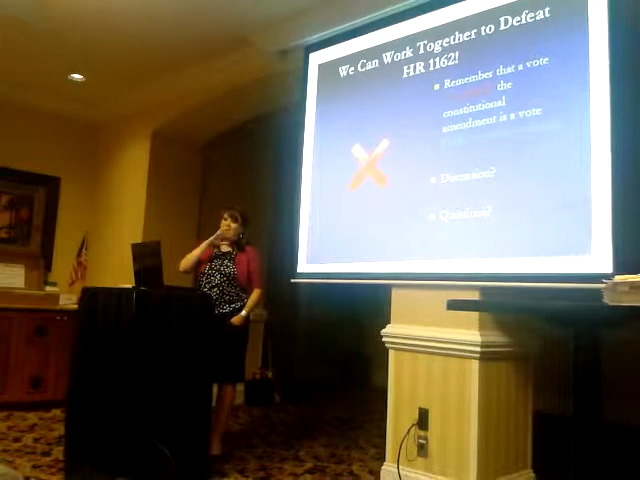 We Can Work Together to Defeat
HR 1162!
Remember that a vote
the
constitutional
amendment is a vote
Discussion?
Questions?